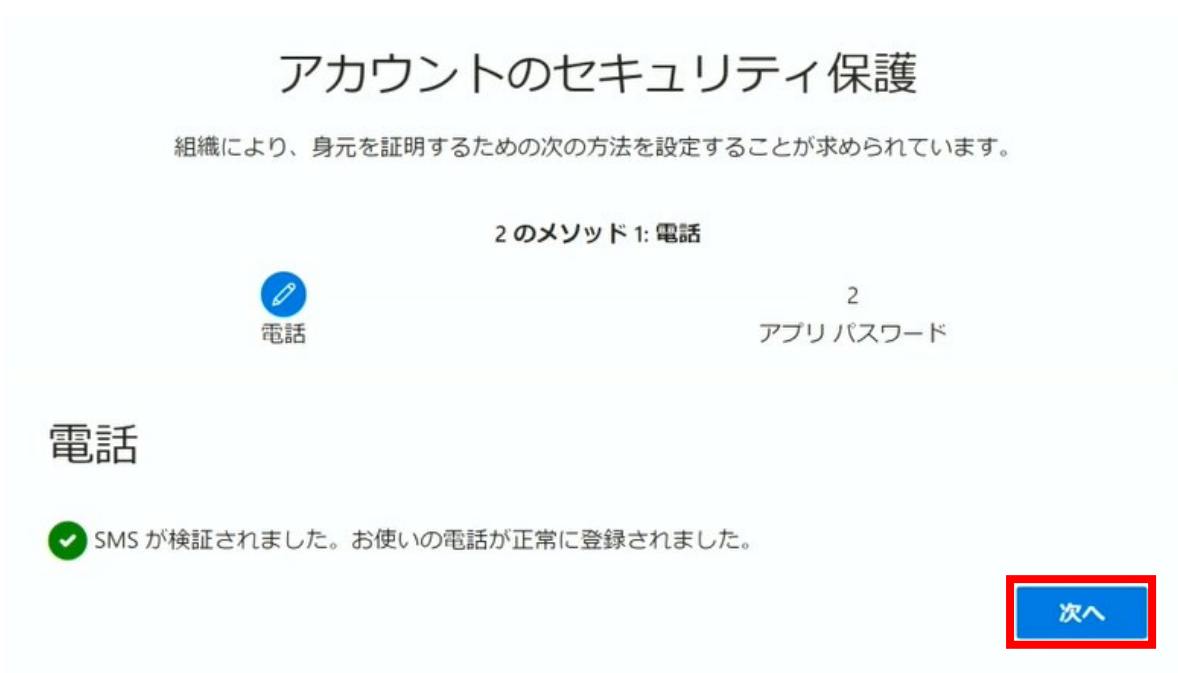 アカウントのセキュリティ保護
組織により、身元を証明するための次の方法を設定することが求められています。
2 のメソッド 1: 電話
電話
2
アプリ パスワード
電話
SMS が検証されました。お使いの電話が正常に登録されました。
次へ